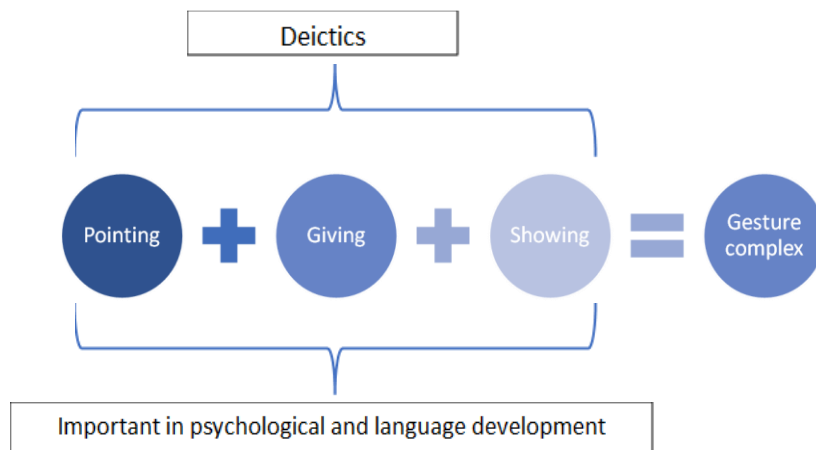 Deictics
Pointing
Giving
Showing
Gesture
complex
Important in psychological and language development